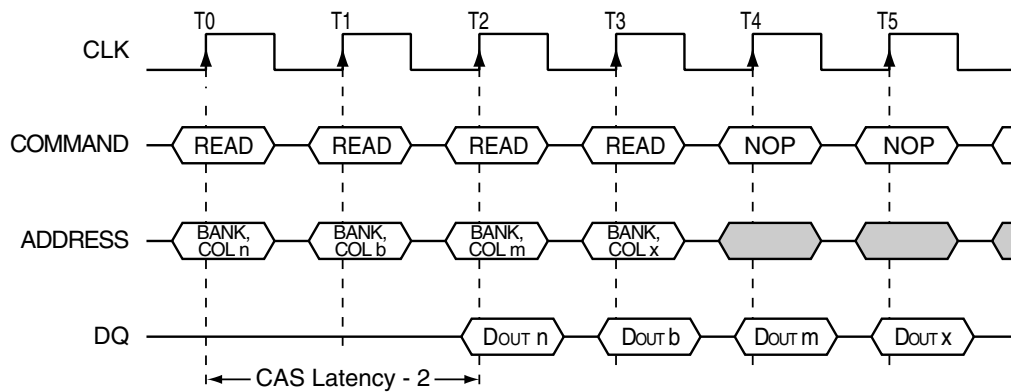 T0 T1 T2 T3 T4 T5
CLK
COMMAND READ READ READ READ NOP NOP
ADDRESS BANK, COL n BANK, COL b BANK, COL m BANK, COL x
DQ DOUT n DOUT b DOUT m DOUT x
CAS Latency - 2